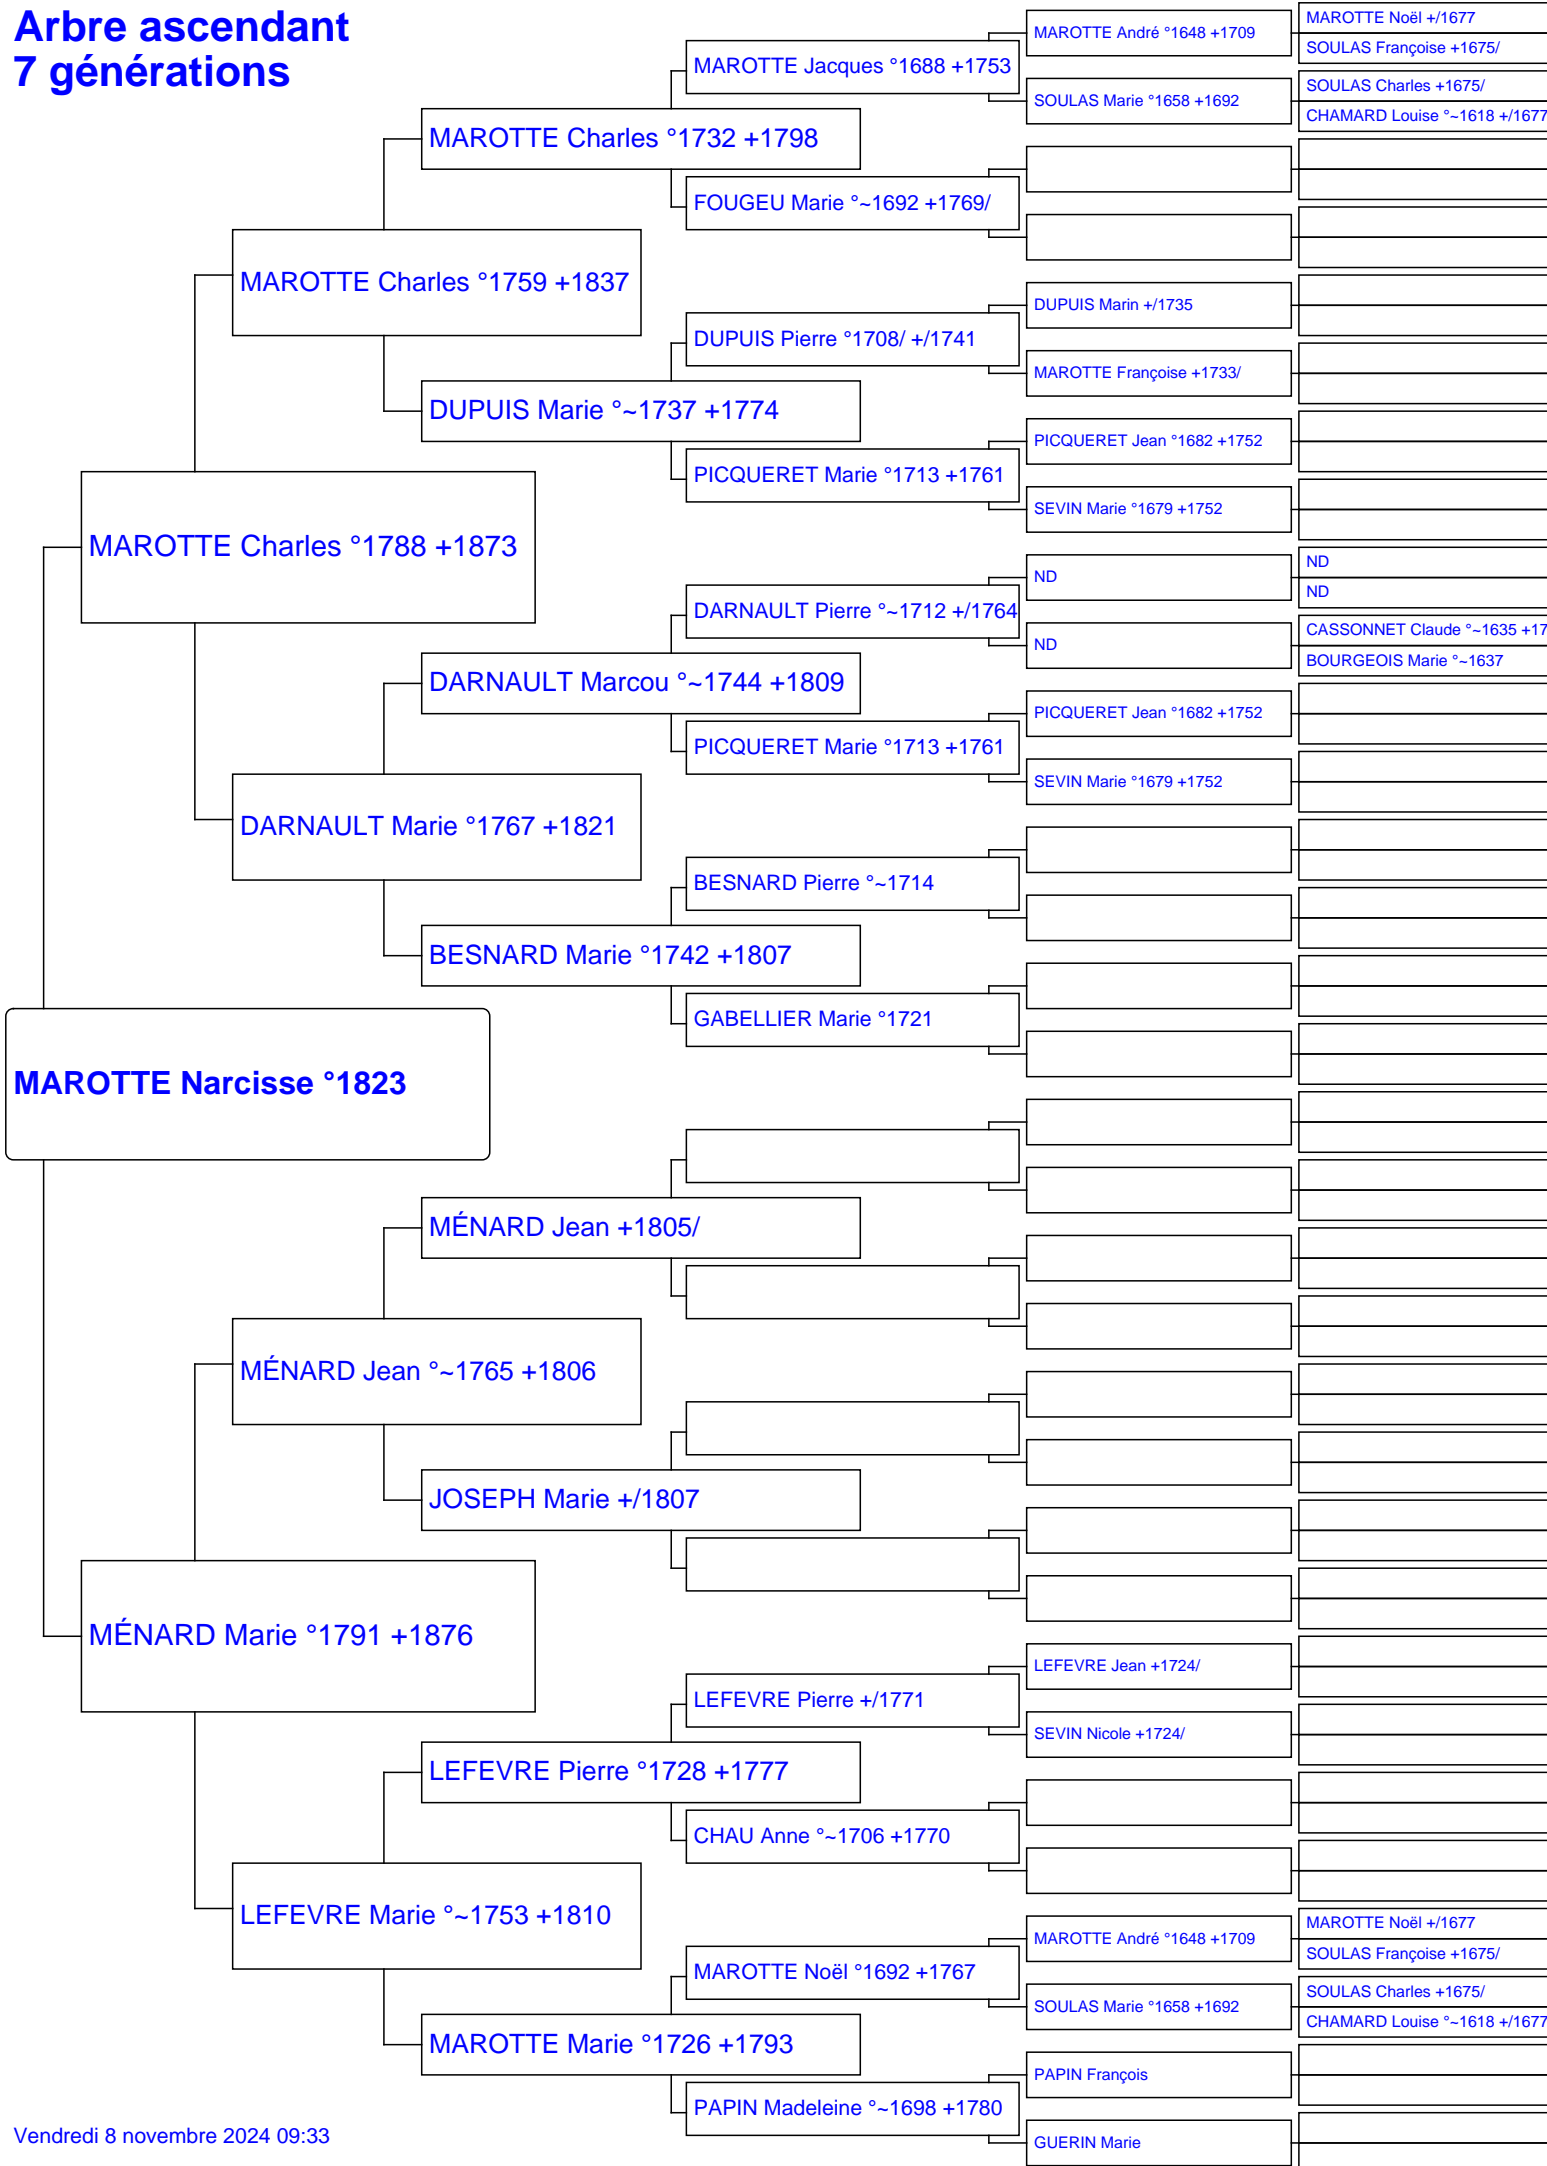 Arbre ascendant
7 générations
MAROTTE Narcisse °1823
MAROTTE Charles °1788 +1873
MÉNARD Marie °1791 +1876
MAROTTE Charles °1759 +1837
DARNAULT Marie °1767 +1821
MÉNARD Jean °~1765 +1806
LEFEVRE Marie °~1753 +1810
MAROTTE Charles °1732 +1798
DUPUIS Marie °~1737 +1774
DARNAULT Marcou °~1744 +1809
BESNARD Marie °1742 +1807
MÉNARD Jean +1805/
JOSEPH Marie +/1807
LEFEVRE Pierre °1728 +1777
MAROTTE Marie °1726 +1793
MAROTTE Jacques °1688 +1753
FOUGEU Marie °~1692 +1769/
DUPUIS Pierre °1708/ +/1741
PICQUERET Marie °1713 +1761
DARNAULT Pierre °~1712 +/1764
PICQUERET Marie °1713 +1761
BESNARD Pierre °~1714
GABELLIER Marie °1721
LEFEVRE Pierre +/1771
CHAU Anne °~1706 +1770
MAROTTE Noël °1692 +1767
PAPIN Madeleine °~1698 +1780
MAROTTE André °1648 +1709
SOULAS Marie °1658 +1692
DUPUIS Marin +/1735
MAROTTE Françoise +1733/
PICQUERET Jean °1682 +1752
SEVIN Marie °1679 +1752
ND
ND
PICQUERET Jean °1682 +1752
SEVIN Marie °1679 +1752
LEFEVRE Jean +1724/
SEVIN Nicole +1724/
MAROTTE André °1648 +1709
SOULAS Marie °1658 +1692
PAPIN François
GUERIN Marie
MAROTTE Noël +/1677
SOULAS Françoise +1675/
SOULAS Charles +1675/
CHAMARD Louise °~1618 +/1677
ND
ND
CASSONNET Claude °~1635 +17
BOURGEOIS Marie °~1637
MAROTTE Noël +/1677
SOULAS Françoise +1675/
SOULAS Charles +1675/
CHAMARD Louise °~1618 +/1677
Vendredi 8 novembre 2024 09:33